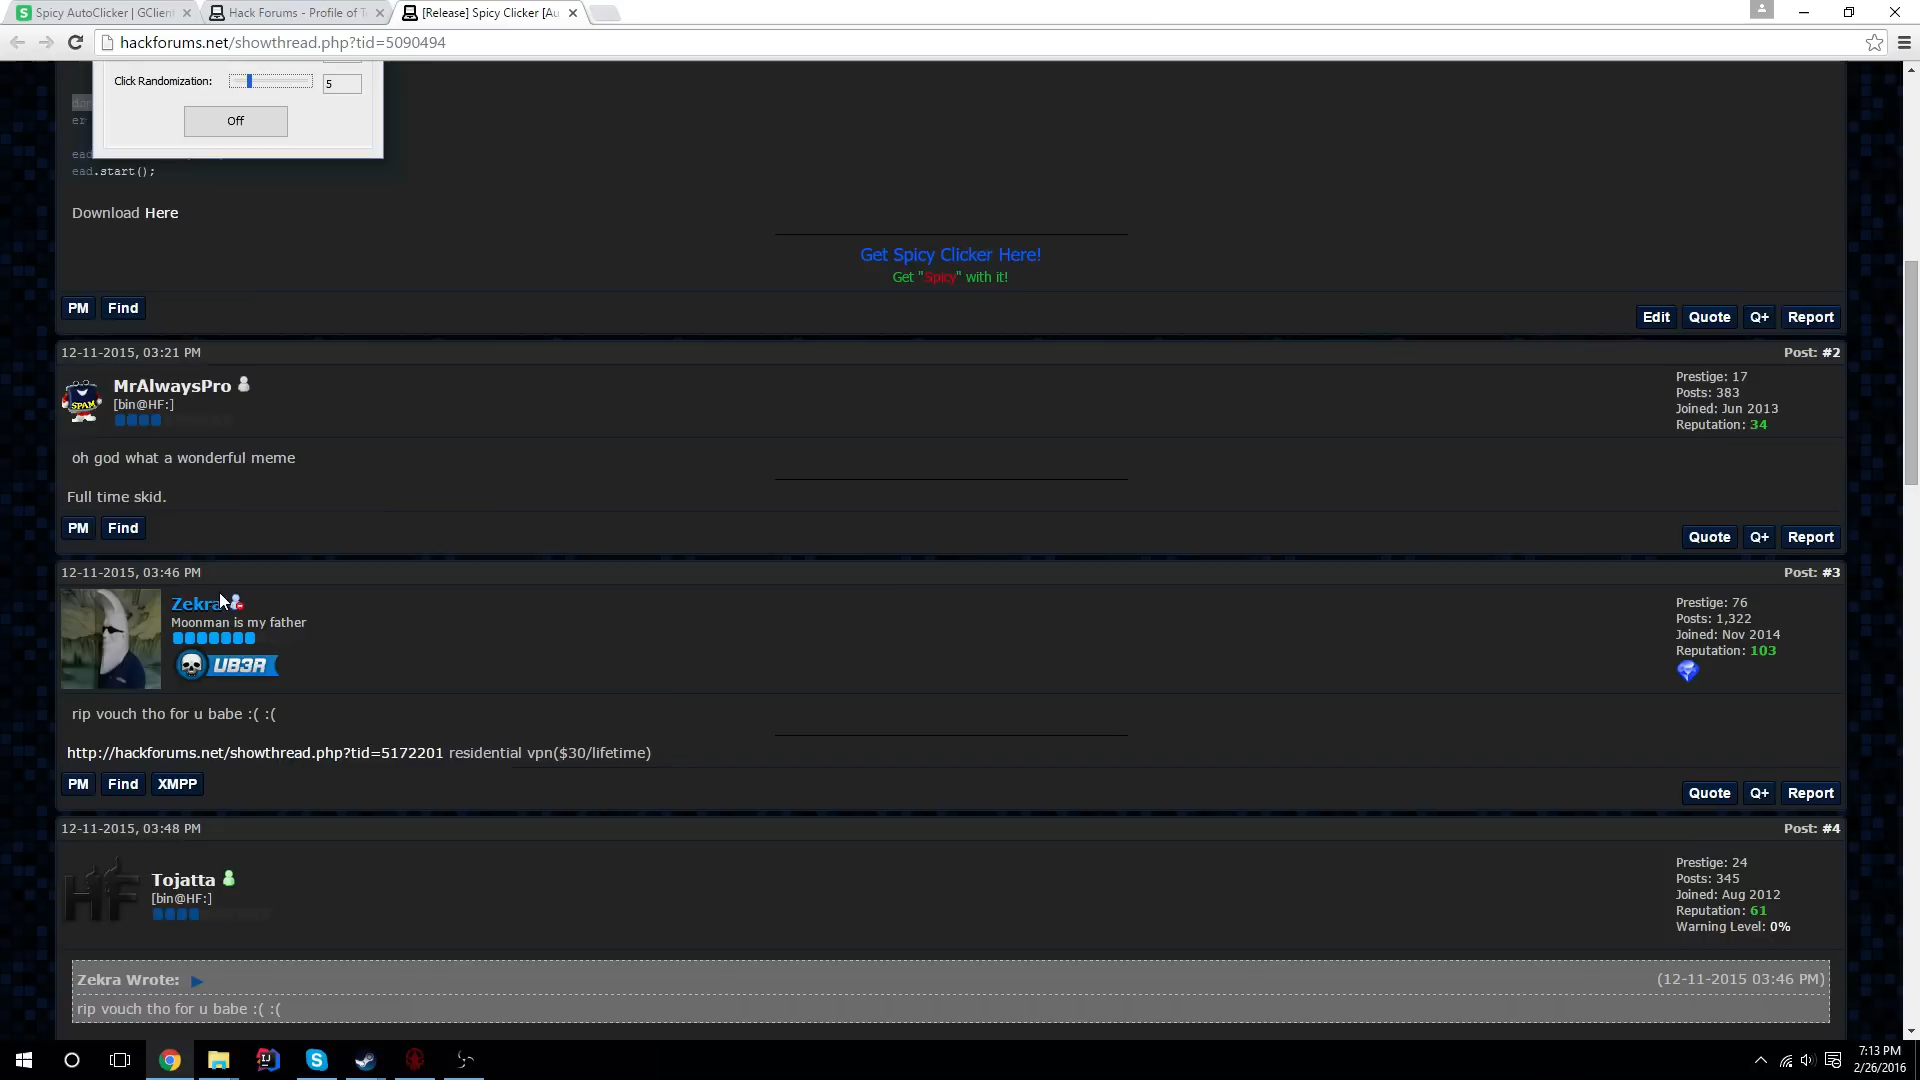 Spicy AutoClicker | GClien
Hack Forums - Profile of T
[Release] Spicy Clicker [Au
hackforums.net/showthread.php?tid=5090494
Click Randomization:
5
Off
er
ead
ead.start();
Download Here
Get Spicy Clicker Here!
Get "Spicy" with it!
PM Find
Edit Quote Q+ Report
12-11-2015, 03:21 PM
Post: #2
MrAlwaysPro
[bin@HF:]
SPAM
Prestige: 17
Posts: 383
Joined: Jun 2013
Reputation: 34
oh god what a wonderful meme
Full time skid.
PM Find
Quote Q+ Report
12-11-2015, 03:46 PM
Post: #3
Zekra
Moonman is my father
UB3R
Prestige: 76
Posts: 1,322
Joined: Nov 2014
Reputation: 103
rip vouch tho for u babe :( :(
http://hackforums.net/showthread.php?tid=5172201 residential vpn($30/lifetime)
PM Find XMPP
Quote Q+ Report
12-11-2015, 03:48 PM
Post: #4
HF
Tojatta
[bin@HF:]
Prestige: 24
Posts: 345
Joined: Aug 2012
Reputation: 61
Warning Level: 0%
Zekra Wrote:
(12-11-2015 03:46 PM)
rip vouch tho for u babe :( :(
7:13 PM
2/26/2016